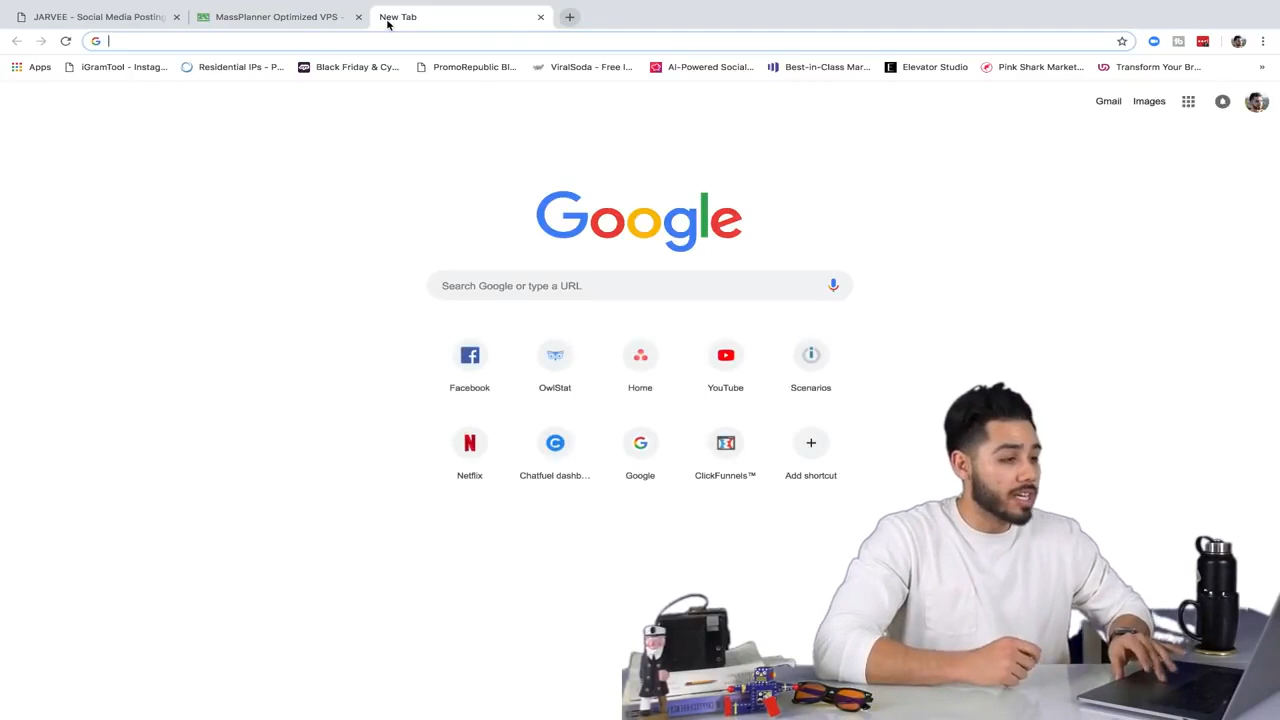 JARVEE - Social Media Posting
MassPlanner Optimized VPS -
New Tab
Apps
iGramTool - Instag...
Residential IPs - P...
Black Friday & Cy...
PromoRepublic Bl...
ViralSoda - Free I...
AI-Powered Social...
Best-in-Class Mar...
Elevator Studio
Pink Shark Market...
Transform Your Br...
»
Gmail
Images
Google
Search Google or type a URL
Facebook
OwlStat
Home
YouTube
Scenarios
Netflix
Chatfuel dashb...
Google
ClickFunnels™
Add shortcut